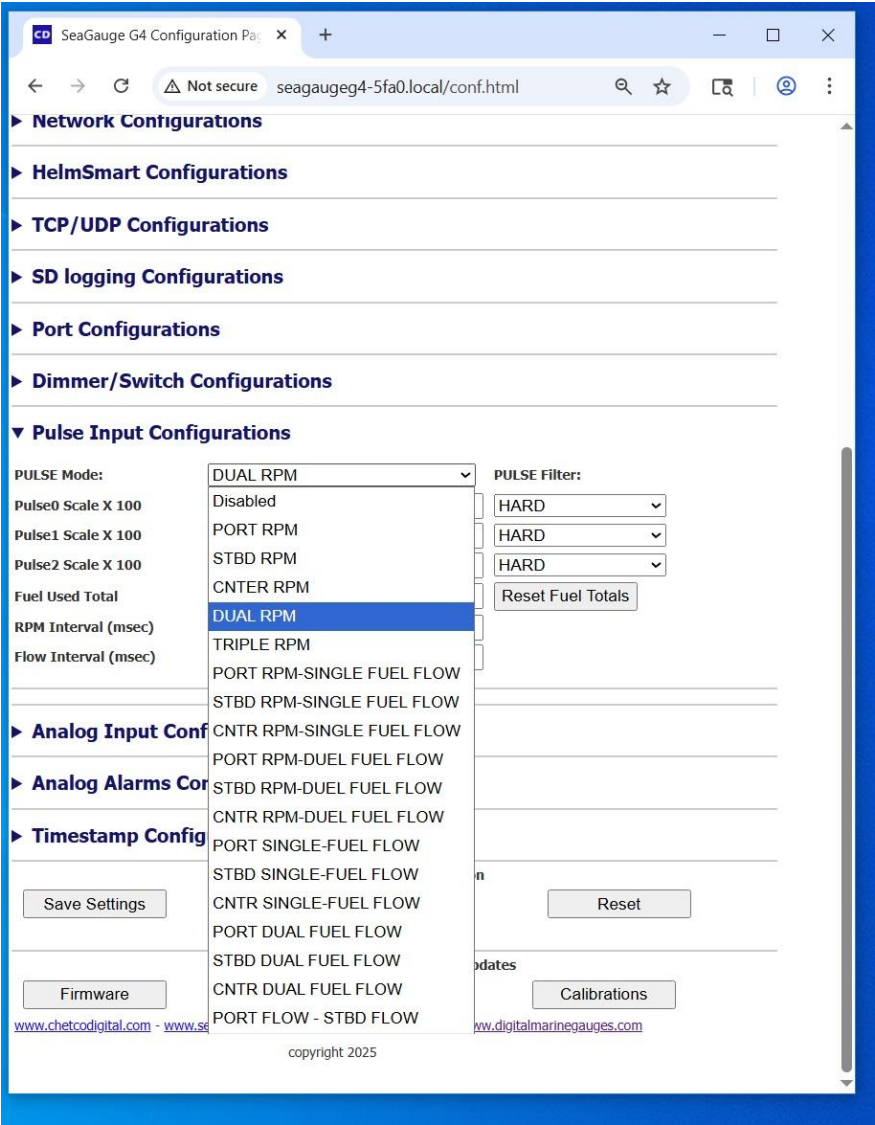 CD SeaGauge G4 Configuration Pag
Not secure seagaugeg4-5fa0.local/conf.html
Network Configurations
HelmSmart Configurations
TCP/UDP Configurations
SD logging Configurations
Port Configurations
Dimmer/Switch Configurations
Pulse Input Configurations
PULSE Mode: DUAL RPM PULSE Filter:
Pulse0 Scale X 100 HARD
Pulse1 Scale X 100 HARD
Pulse2 Scale X 100 HARD
Fuel Used Total Reset Fuel Totals
RPM Interval (msec)
Flow Interval (msec)
Disabled
PORT RPM
STBD RPM
CNTER RPM
DUAL RPM
TRIPLE RPM
PORT RPM-SINGLE FUEL FLOW
STBD RPM-SINGLE FUEL FLOW
CNTR RPM-SINGLE FUEL FLOW
PORT RPM-DUEL FUEL FLOW
STBD RPM-DUEL FUEL FLOW
CNTR RPM-DUEL FUEL FLOW
PORT SINGLE-FUEL FLOW
STBD SINGLE-FUEL FLOW
CNTR SINGLE-FUEL FLOW
PORT DUAL FUEL FLOW
STBD DUAL FUEL FLOW
CNTR DUAL FUEL FLOW
PORT FLOW - STBD FLOW
Analog Input Conf
Analog Alarms Con
Timestamp Config
Save Settings Reset
Firmware Calibrations
www.chetcodigital.com - www.se ww.digitalmarinegauges.com
copyright 2025